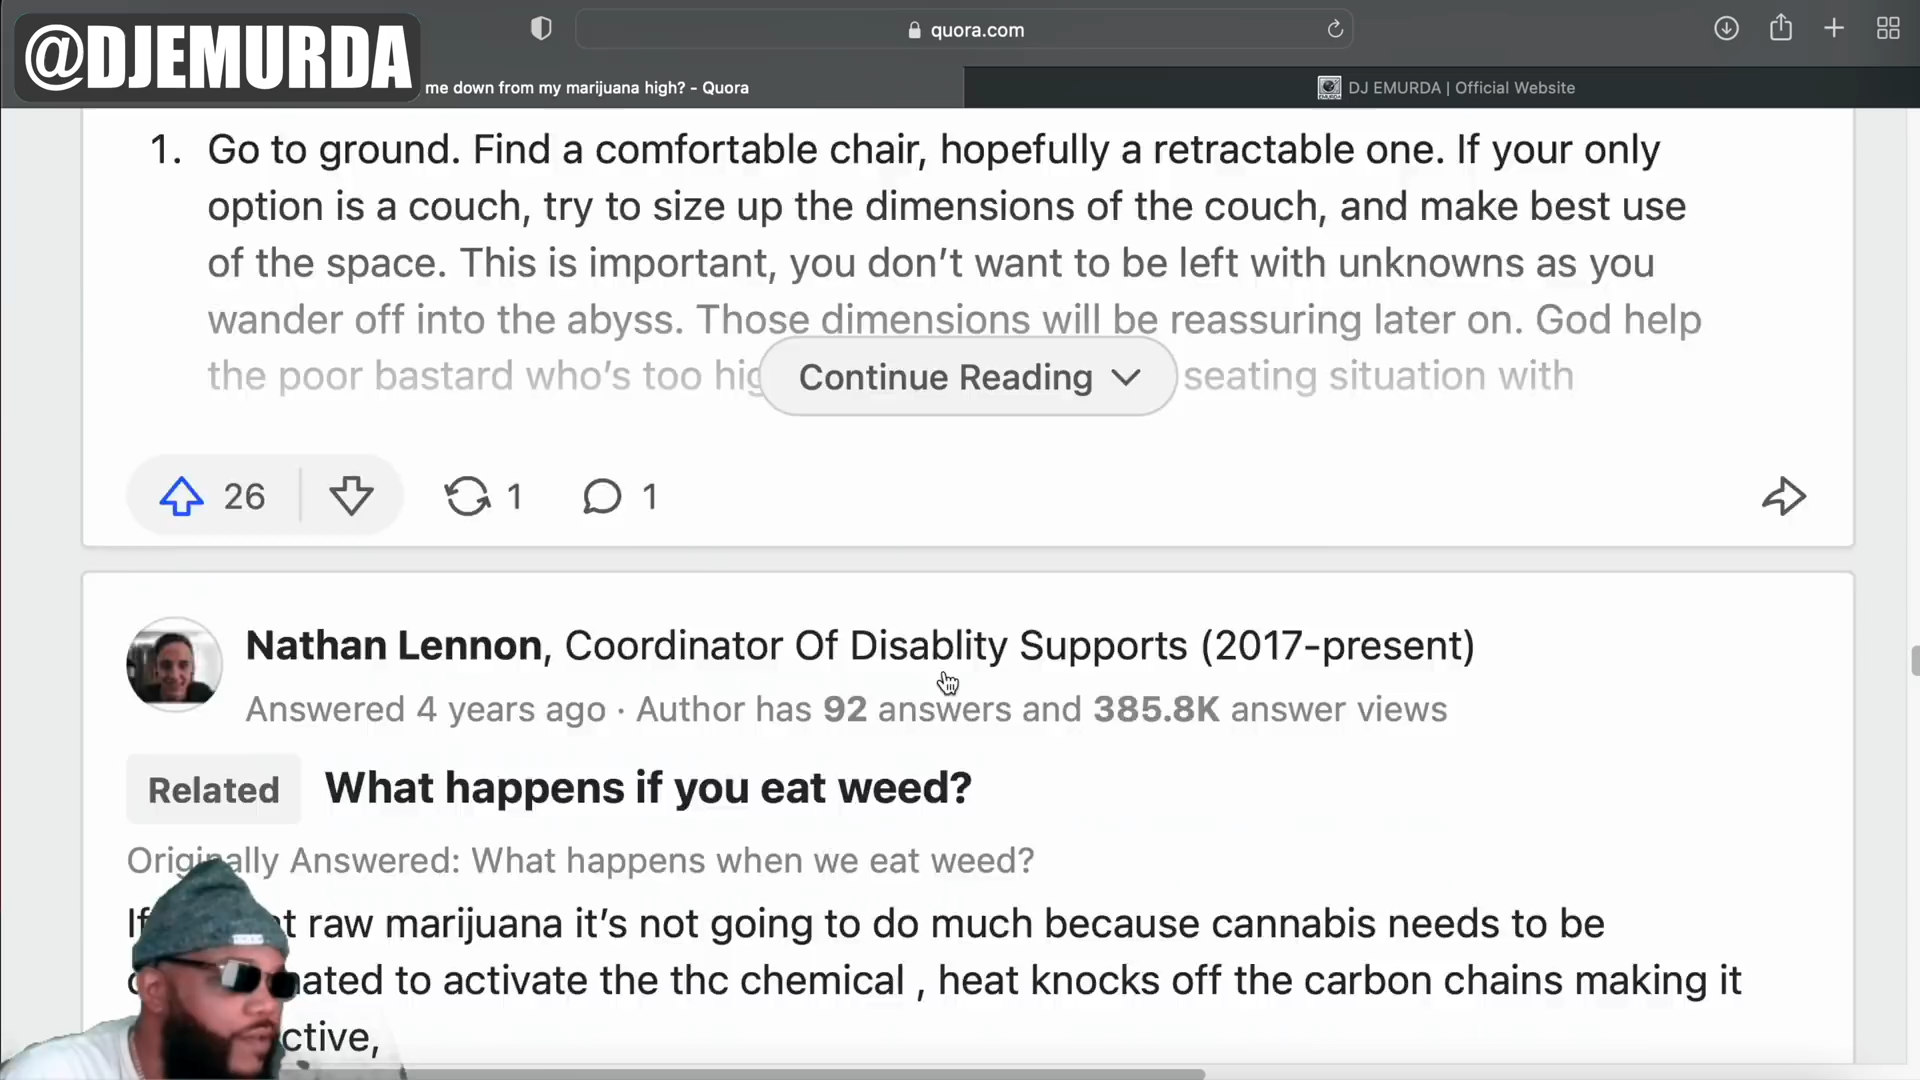 @DJEMURDA
quora.com
me down from my marijuana high? - Quora
DJ EMURDA | Official Website
1. Go to ground. Find a comfortable chair, hopefully a retractable one. If your only
option is a couch, try to size up the dimensions of the couch, and make best use
of the space. This is important, you don't want to be left with unknowns as you
wander off into the abyss. Those dimensions will be reassuring later on. God help
the poor bastard who's too seating situation with
Continue Reading
26
1
1
Nathan Lennon, Coordinator Of Disablity Supports (2017-present)
Answered 4 years ago · Author has 92 answers and 385.8K answer views
Related What happens if you eat weed?
Originally Answered: What happens when we eat weed?
raw marijuana it's not going to do much because cannabis needs to be
to activate the thc chemical , heat knocks off the carbon chains making it